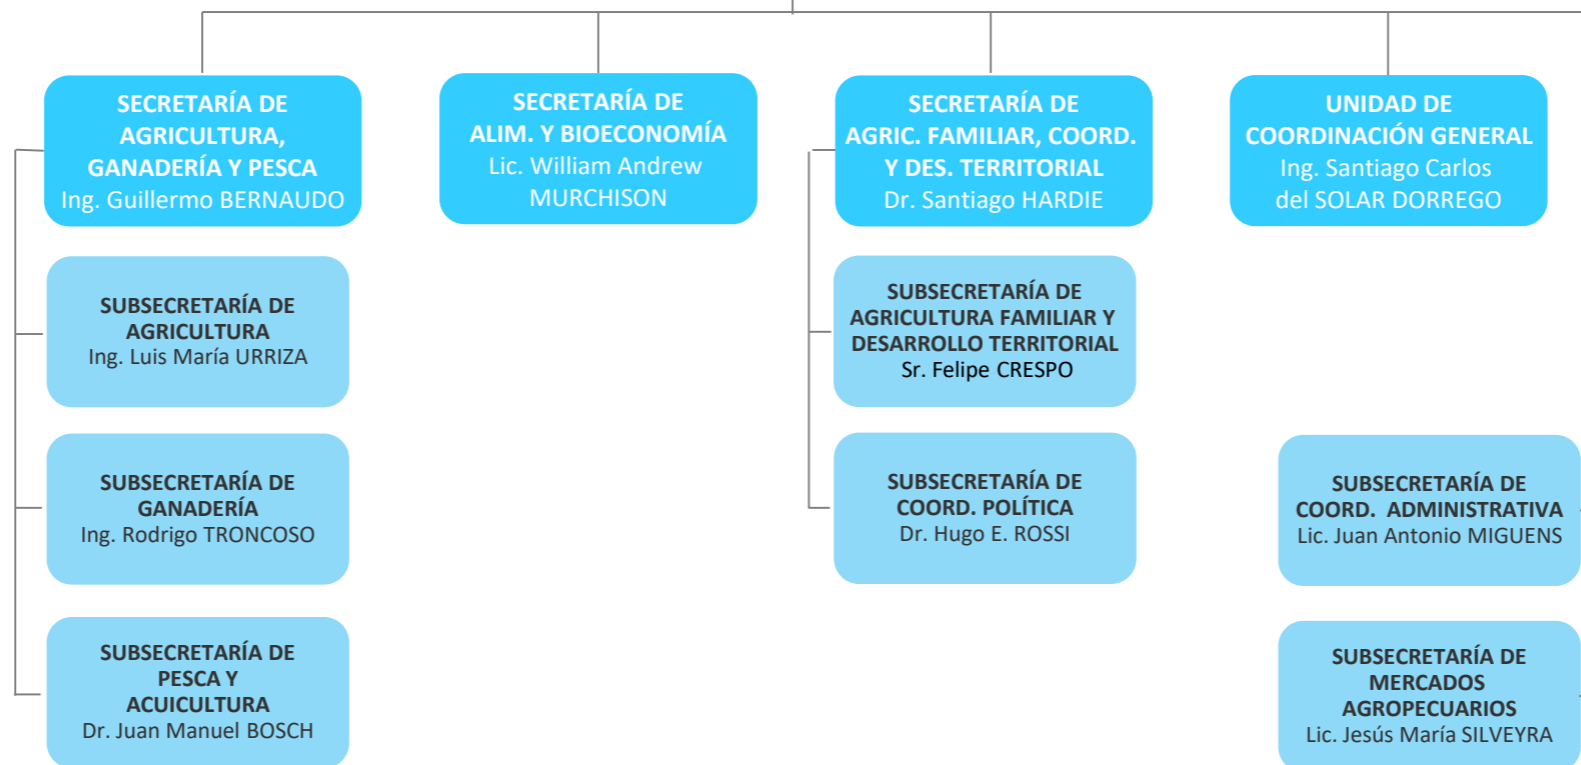 SECRETARÍA DE
AGRICULTURA,
GANADERÍA Y PESCA
Ing. Guillermo BERNAUDO
SECRETARÍA DE
ALIM. Y BIOECONOMÍA
Lic. William Andrew
MURCHISON
SECRETARÍA DE
AGRIC. FAMILIAR, COORD.
Y DES. TERRITORIAL
Dr. Santiago HARDIE
UNIDAD DE
COORDINACIÓN GENERAL
Ing. Santiago Carlos
del SOLAR DORREGO
SUBSECRETARÍA DE
AGRICULTURA
Ing. Luis María URRIZA
SUBSECRETARÍA DE
AGRICULTURA FAMILIAR Y
DESARROLLO TERRITORIAL
Sr. Felipe CRESPO
SUBSECRETARÍA DE
GANADERÍA
Ing. Rodrigo TRONCOSO
SUBSECRETARÍA DE
COORD. POLÍTICA
Dr. Hugo E. ROSSI
SUBSECRETARÍA DE
COORD. ADMINISTRATIVA
Lic. Juan Antonio MIGUENS
SUBSECRETARÍA DE
PESCA Y
ACUICULTURA
Dr. Juan Manuel BOSCH
SUBSECRETARÍA DE
MERCADOS
AGROPECUARIOS
Lic. Jesús María SILVEYRA